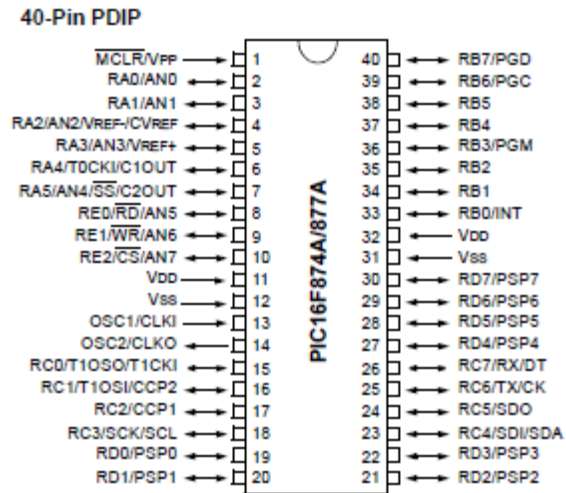 40-Pin PDIP
MCLR/VPP 1 40 RB7/PGD
RA0/AN0 2 39 RB6/PGC
RA1/AN1 3 38 RB5
RA2/AN2/VREF-/CVREF 4 37 RB4
RA3/AN3/VREF+ 5 36 RB3/PGM
RA4/T0CKI/C1OUT 6 35 RB2
RA5/AN4/SS/C2OUT 7 34 RB1
RE0/RD/AN5 8 33 RB0/INT
RE1/WR/AN6 9 32 VDD
RE2/CS/AN7 10 31 VSS
VDD 11 30 RD7/PSP7
VSS 12 29 RD6/PSP6
OSC1/CLKI 13 28 RD5/PSP5
OSC2/CLKO 14 27 RD4/PSP4
RC0/T1OSO/T1CKI 15 26 RC7/RX/DT
RC1/T1OSI/CCP2 16 25 RC6/TX/CK
RC2/CCP1 17 24 RC5/SDO
RC3/SCK/SCL 18 23 RC4/SDI/SDA
RD0/PSP0 19 22 RD3/PSP3
RD1/PSP1 20 21 RD2/PSP2
PIC16F874A/877A